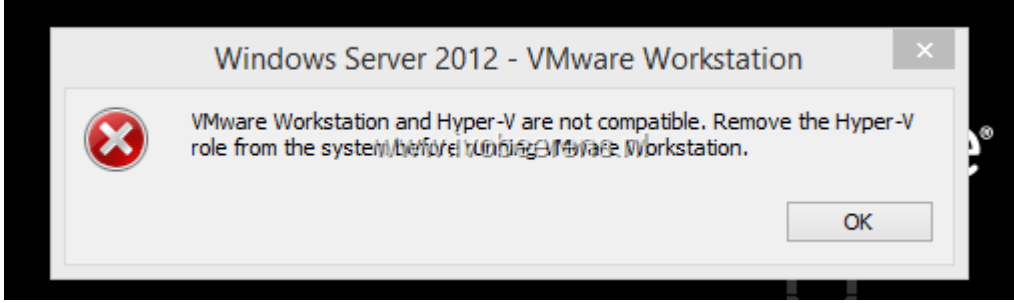 Windows Server 2012 - VMware Workstation
VMware Workstation and Hyper-V are not compatible. Remove the Hyper-V
role from the system before running VMware Workstation.
OK